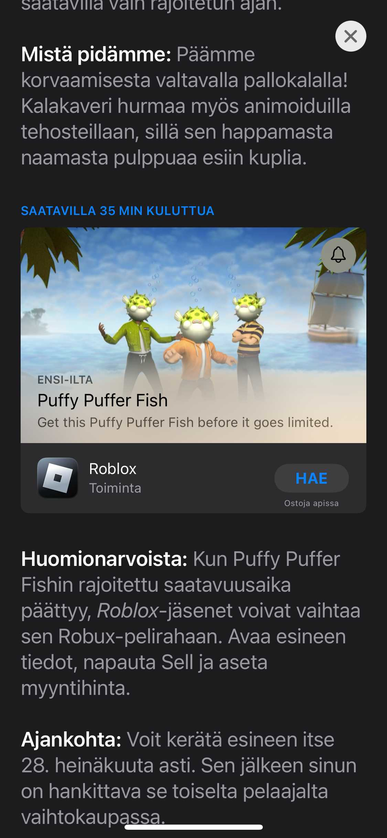 saatavilla vain rajoitetun ajan.
Mistä pidämme: Päämme
korvaamisesta valtavalla pallokalalla!
Kalakaveri hurmaa myös animoiduilla
tehosteillaan, sillä sen happamasta
naamasta pulppuaa esiin kuplia.
SAATAVILLA 35 MIN KULUTTUA
ENSI-ILTA
Puffy Puffer Fish
Get this Puffy Puffer Fish before it goes limited.
Roblox
Toiminta
HAE
Ostoja apissa
Huomionarvoista: Kun Puffy Puffer
Fishin rajoitettu saatavuusaika
päättyy, Roblox-jäsenet voivat vaihtaa
sen Robux-pelirahaan. Avaa esineen
tiedot, napauta Sell ja aseta
myyntihinta.
Ajankohta: Voit kerätä esineen itse
28. heinäkuuta asti. Sen jälkeen sinun
on hankittava se toiselta pelaajalta
vaihtokaupassa.